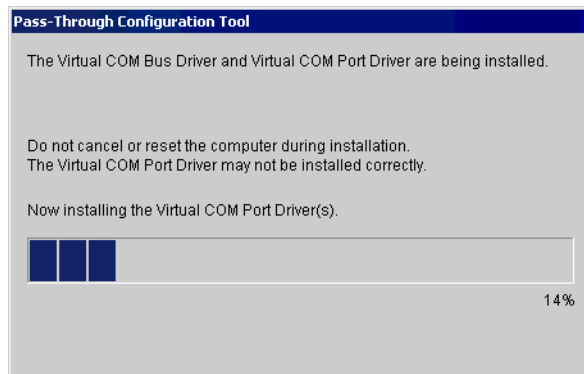 Pass-Through Configuration Tool
The Virtual COM Bus Driver and Virtual COM Port Driver are being installed.
Do not cancel or reset the computer during installation.
The Virtual COM Port Driver may not be installed correctly.
Now installing the Virtual COM Port Driver(s).
14%